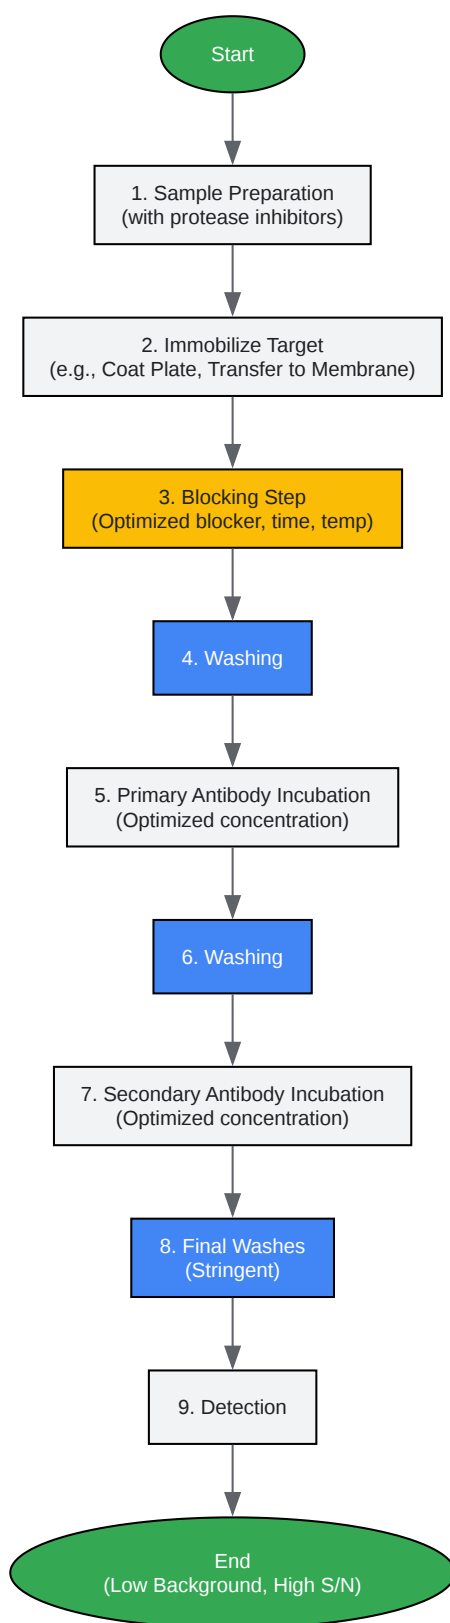 Start
1. Sample Preparation
(with protease inhibitors)
2. Immobilize Target
(e.g., Coat Plate, Transfer to Membrane)
3. Blocking Step
(Optimized blocker, time, temp)
4. Washing
5. Primary Antibody Incubation
(Optimized concentration)
6. Washing
7. Secondary Antibody Incubation
(Optimized concentration)
8. Final Washes
(Stringent)
9. Detection
End
(Low Background, High S/N)